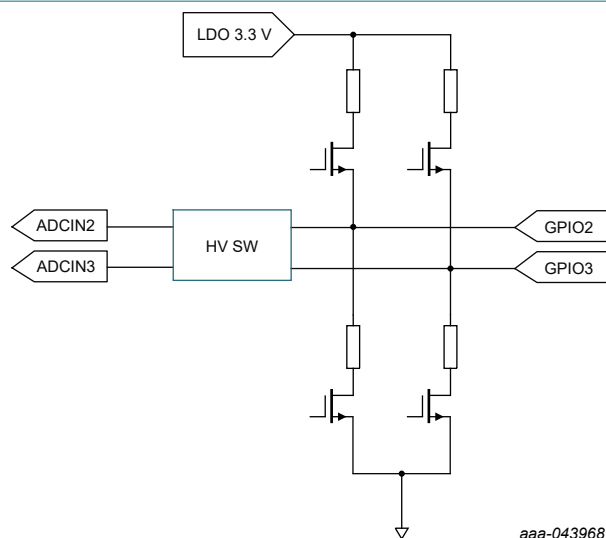 LDO 3.3 V
ADCIN2
HV SW
GPIO2
ADCIN3
GPIO3
aaa-043968